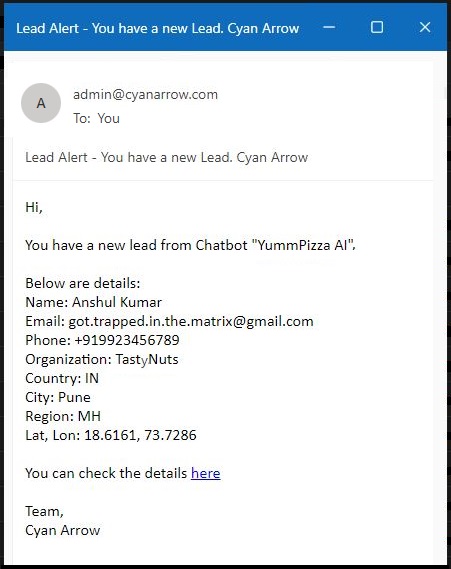 Lead Alert - You have a new Lead. Cyan Arrow
A
admin@cyanarrow.com
To: You
Lead Alert - You have a new Lead. Cyan Arrow
Hi,
You have a new lead from Chatbot "YummPizza AI".
Below are details:
Name: Anshul Kumar
Email: got.trapped.in.the.matrix@gmail.com
Phone: +919923456789
Organization: TastyNuts
Country: IN
City: Pune
Region: MH
Lat, Lon: 18.6161, 73.7286
You can check the details here
Team,
Cyan Arrow